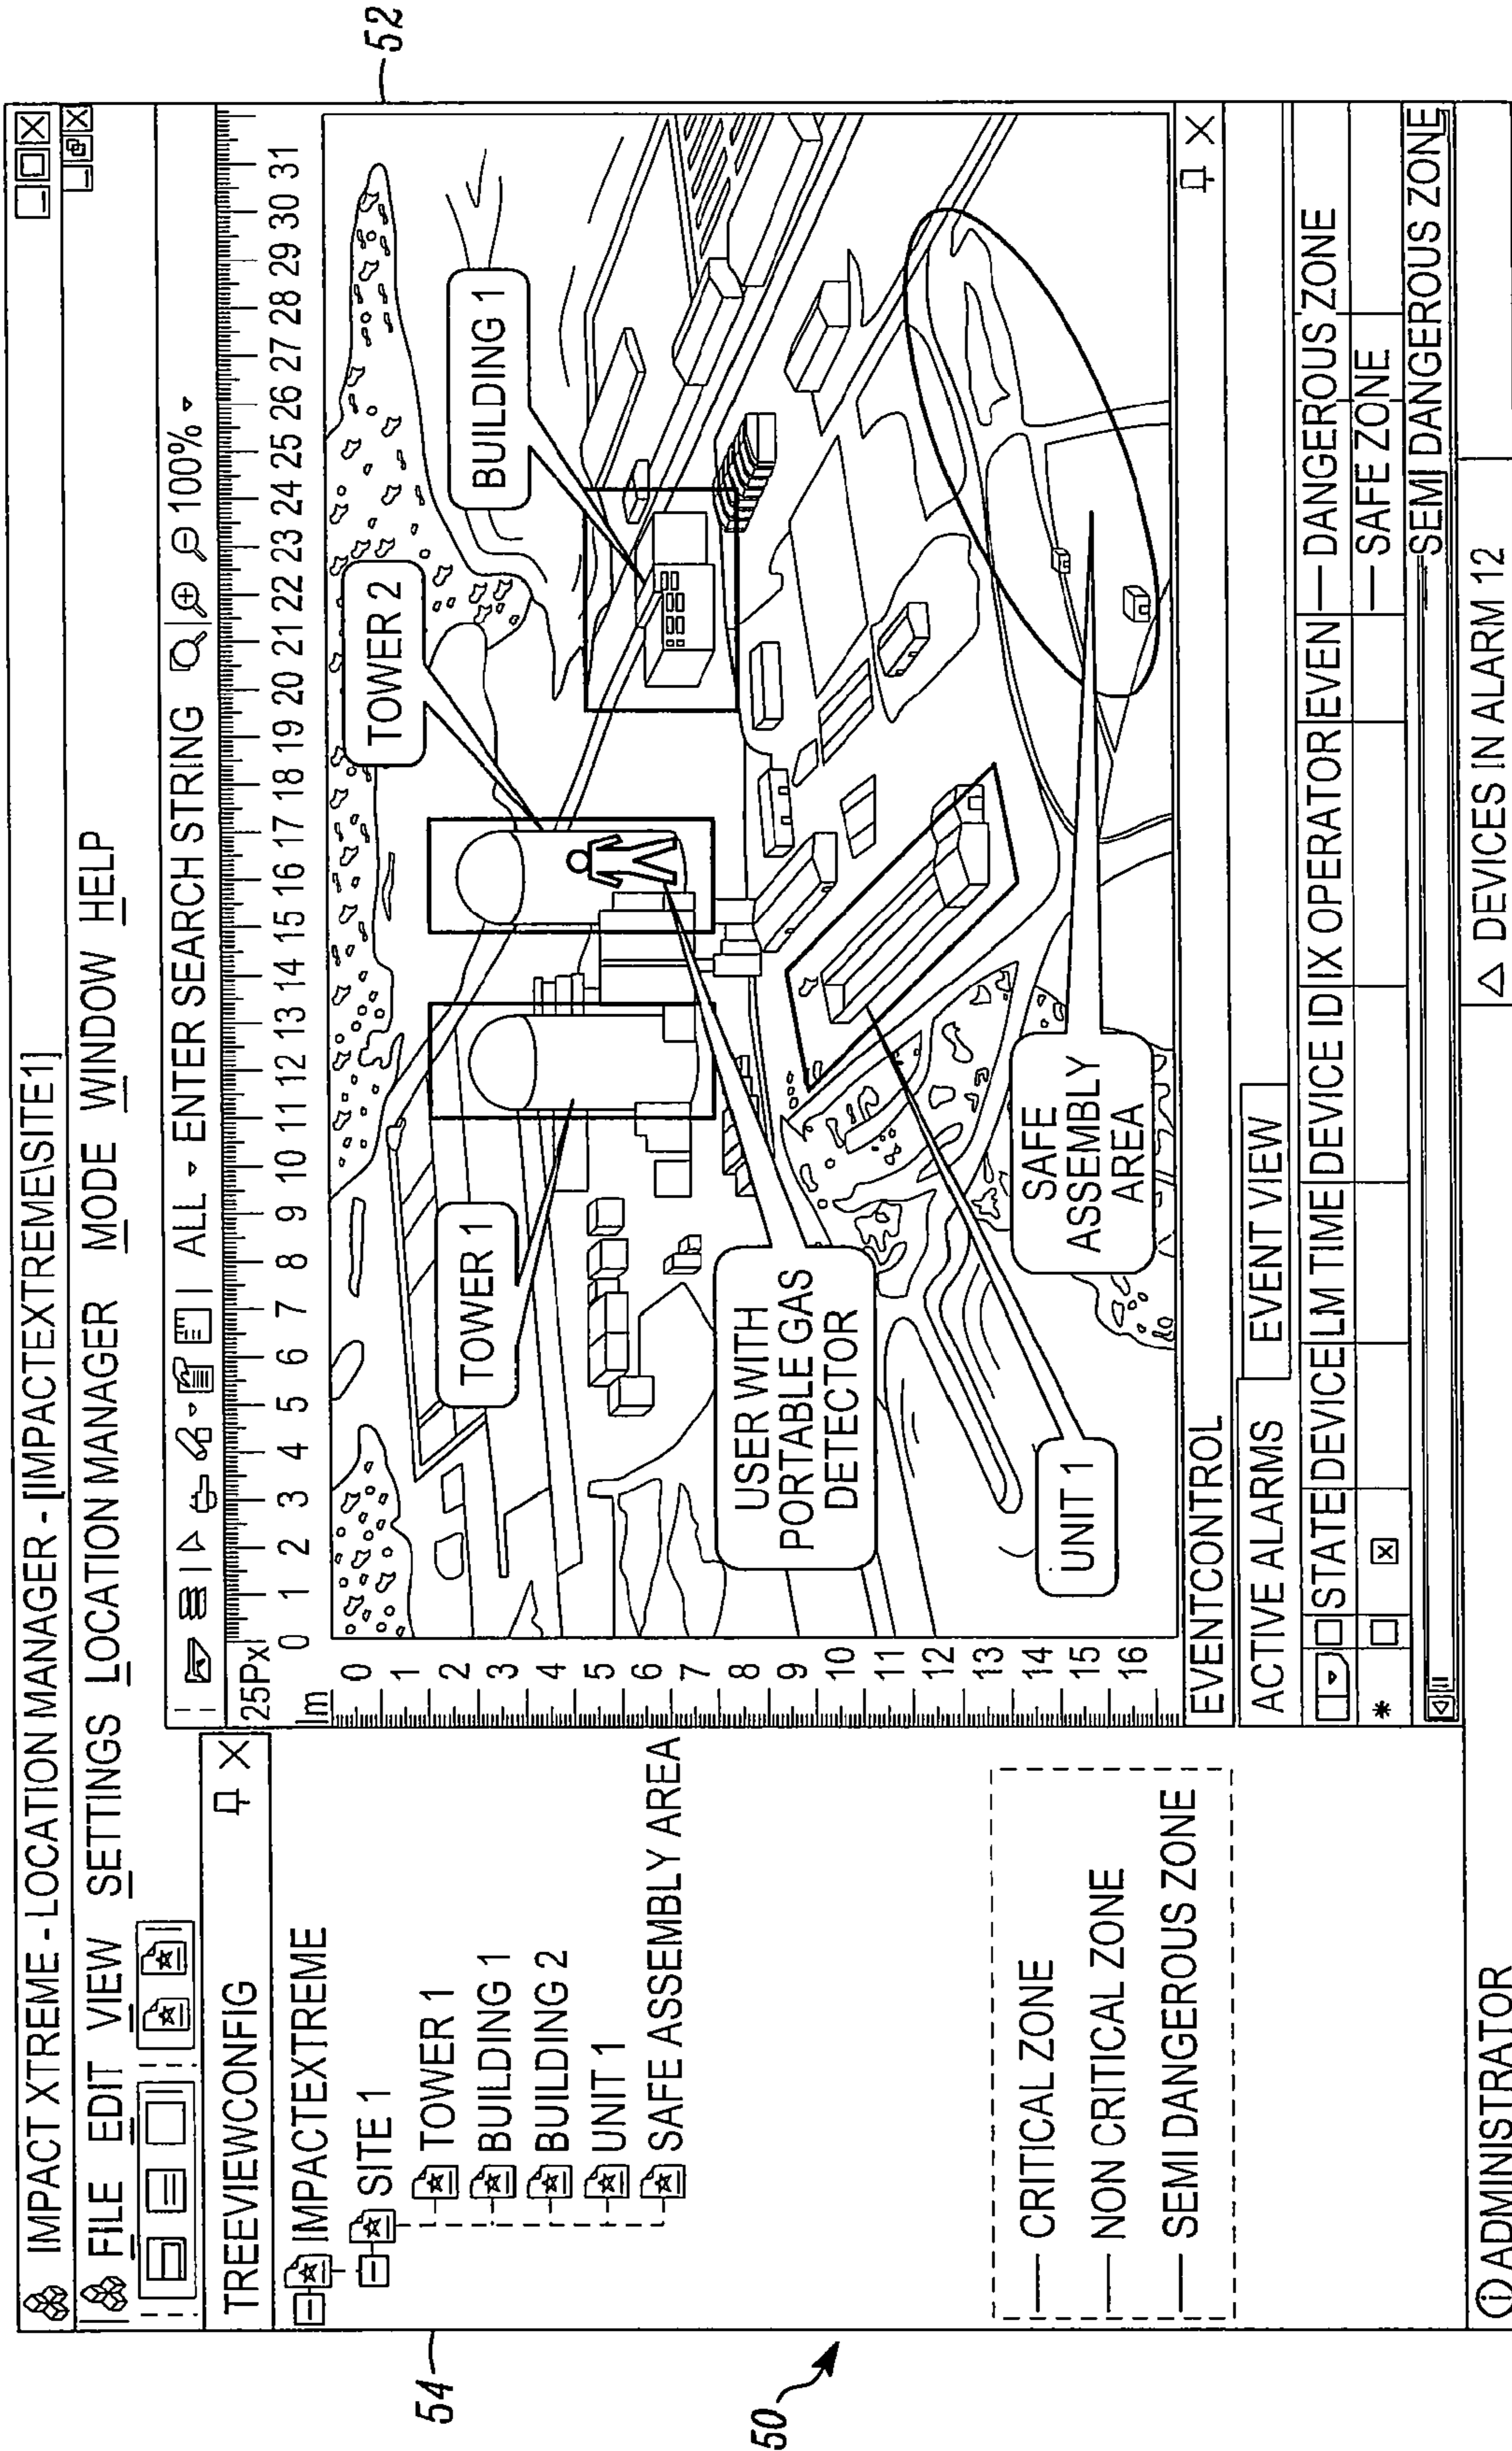 IMPACT XTREME - LOCATION MANAGER - [IMPACTEXTREME\SITE1]
FILE EDIT VIEW SETTINGS LOCATION MANAGER MODE WINDOW HELP
ALL ENTER SEARCH STRING 100%
TREEVIEWCONFIG
IMPACTEXTREME
SITE 1
TOWER 1
BUILDING 1
BUILDING 2
UNIT 1
SAFE ASSEMBLY AREA
CRITICAL ZONE
NON CRITICAL ZONE
SEMI DANGEROUS ZONE
25Px
0 1 2 3 4 5 6 7 8 9 10 11 12 13 14 15 16 17 18 19 20 21 22 23 24 25 26 27 28 29 30 31
m
0
1
2
3
4
5
6
7
8
9
10
11
12
13
14
15
16
TOWER 1
TOWER 2
BUILDING 1
USER WITH
PORTABLE GAS
DETECTOR
UNIT 1
SAFE
ASSEMBLY
AREA
EVENTCONTROL
ACTIVE ALARMS EVENT VIEW
STATE DEVICE LM TIME DEVICE ID IX OPERATOR EVEN
DANGEROUS ZONE
SAFE ZONE
SEMI DANGEROUS ZONE
ADMINISTRATOR
DEVICES IN ALARM 12
52
54
50